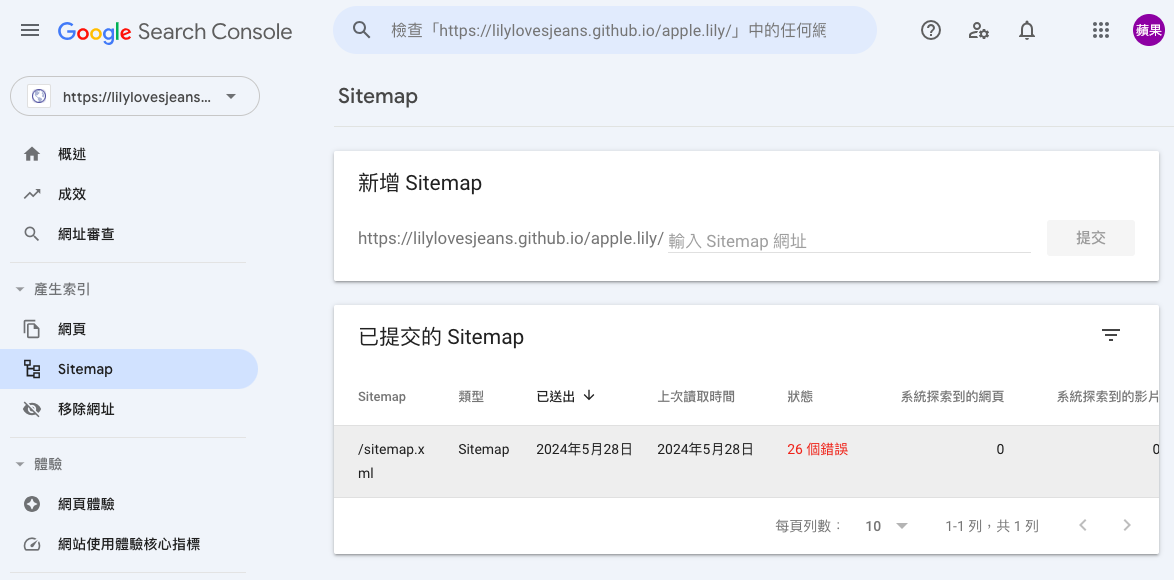 Google Search Console
檢查「https://lilylovesjeans.github.io/apple.lily/」中的任何網
蘋果
https://lilylovesjeans...
概述
成效
網址審查
產生索引
網頁
Sitemap
移除網址
體驗
網頁體驗
網站使用體驗核心指標
Sitemap
新增 Sitemap
https://lilylovesjeans.github.io/apple.lily/ 輸入 Sitemap 網址 提交
已提交的 Sitemap
Sitemap 類型 已送出 上次讀取時間 狀態 系統探索到的網頁 系統探索到的影片
/sitemap.x Sitemap 2024年5月28日 2024年5月28日 26 個錯誤 0 0
ml
每頁列數： 10 1-1 列，共 1 列